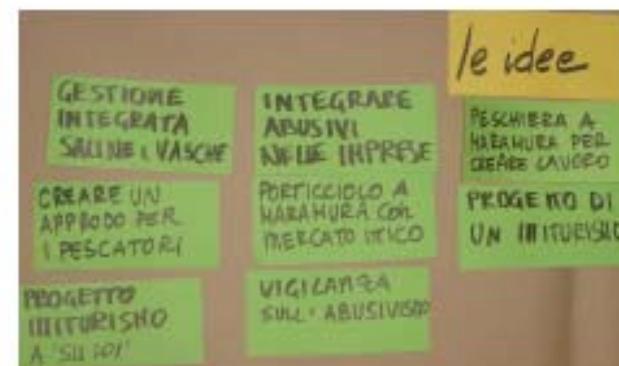 le idee
GESTIONE
INTEGRATA
SALINE e VASCHE
INTEGRARE
ABUSIVI
NELLE IMPRESE
PESCHIERA A
MARAMURA PER
CREARE LAVORO
CREARE UN
APPRODO PER
I PESCATORI
PORTICCIOLO A
MARAMURA CON
MERCATO ITTICO
PROGETTO DI
UN ITTITURISMO
PROGETTO
ITTITURISMO
A "SU
VIGILANZA
SULL'ABUSIVISMO